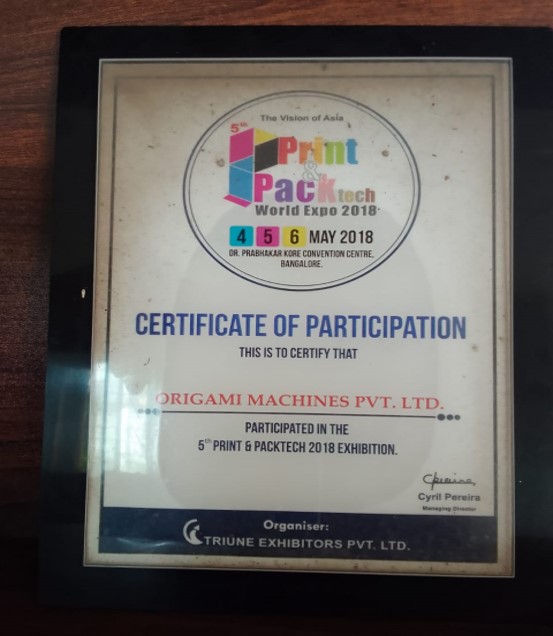 The Vision of Asia
5th Print
&
Pack tech
World Expo 2018
4 5 6 MAY 2018
DR. PRABHAKAR KORE CONVENTION CENTRE,
BANGALORE.
CERTIFICATE OF PARTICIPATION
THIS IS TO CERTIFY THAT
ORIGAMI MACHINES PVT. LTD.
PARTICIPATED IN THE
5th PRINT & PACKTECH 2018 EXHIBITION.
Cyril Pereira
Managing Director
Organiser:
TRIUNE EXHIBITORS PVT. LTD.